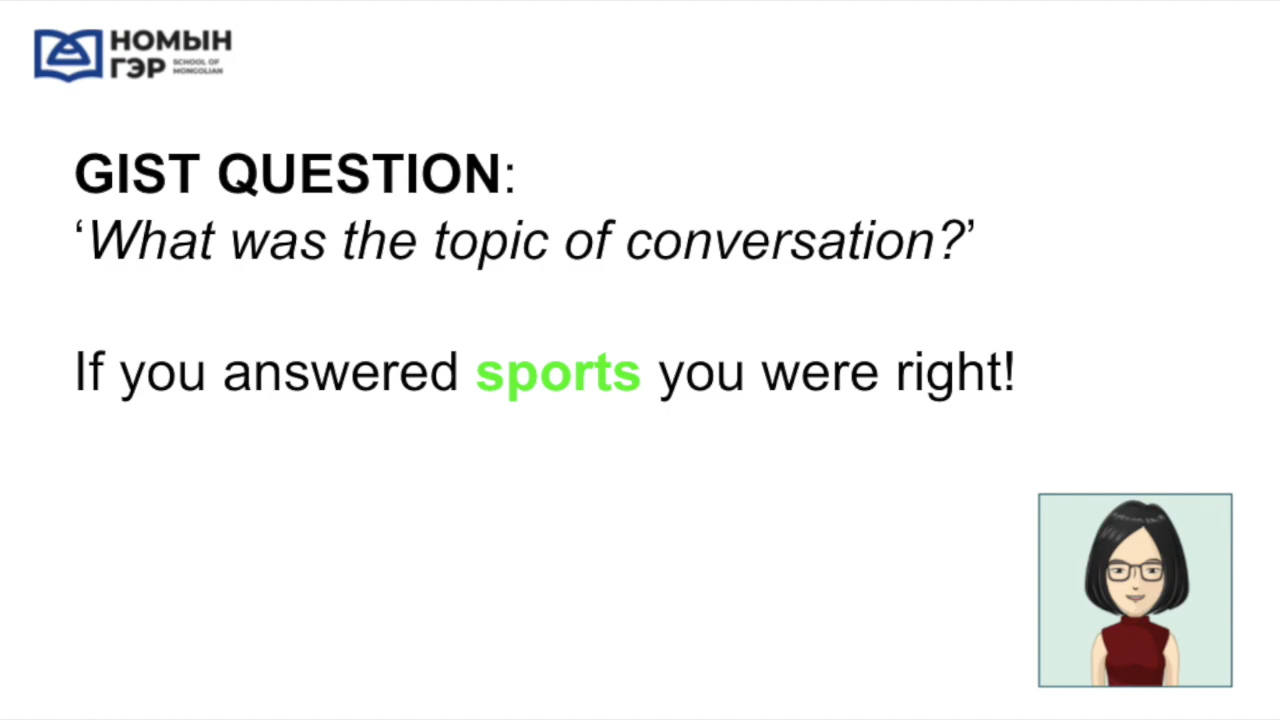 НОМЫН
ГЭР SCHOOL OF
MONGOLIAN
GIST QUESTION:
‘What was the topic of conversation?’
If you answered sports you were right!